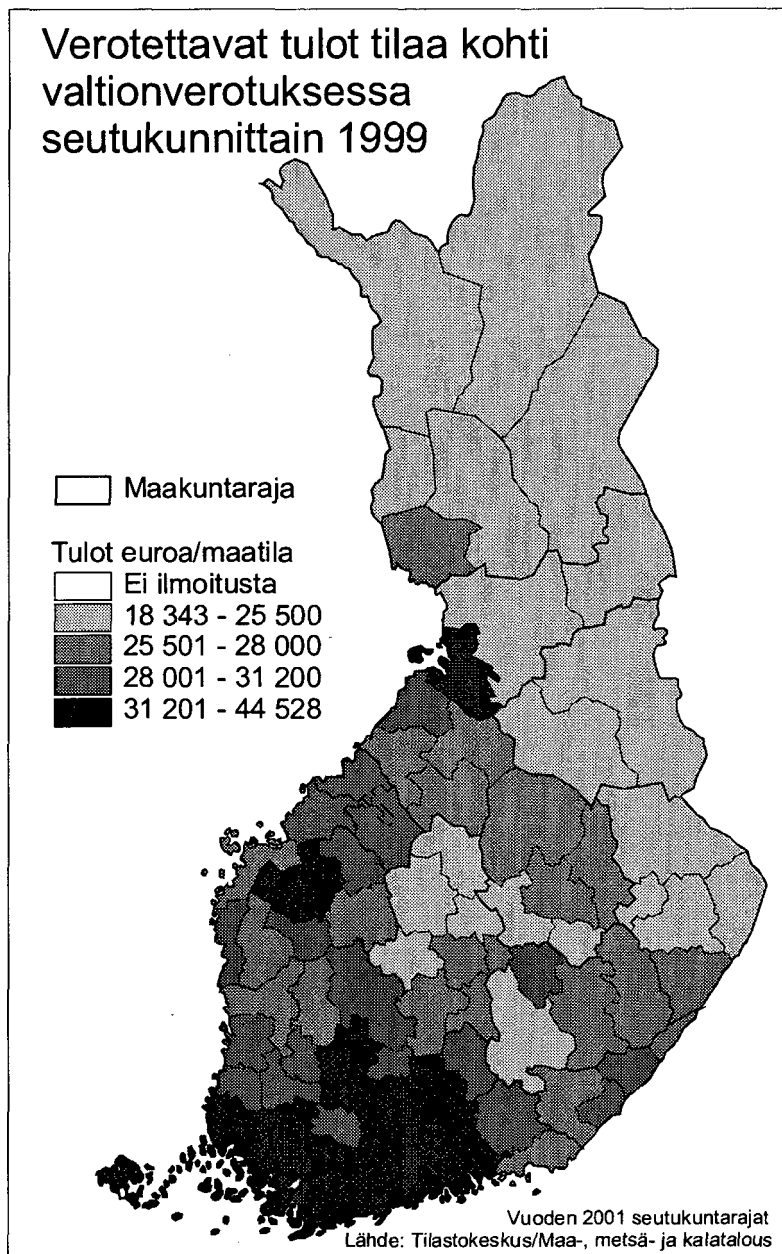 Verotettavat tulot tilaa kohti
valtionverotuksessa
seutukunnittain 1999
Maakuntaraja
Tulot euroa/maatila
Ei ilmoitusta
18 343 - 25 500
25 501 - 28 000
28 001 - 31 200
31 201 - 44 528
Vuoden 2001 seutukuntarajat
Lähde: Tilastokeskus/Maa-, metsä- ja kalatalous